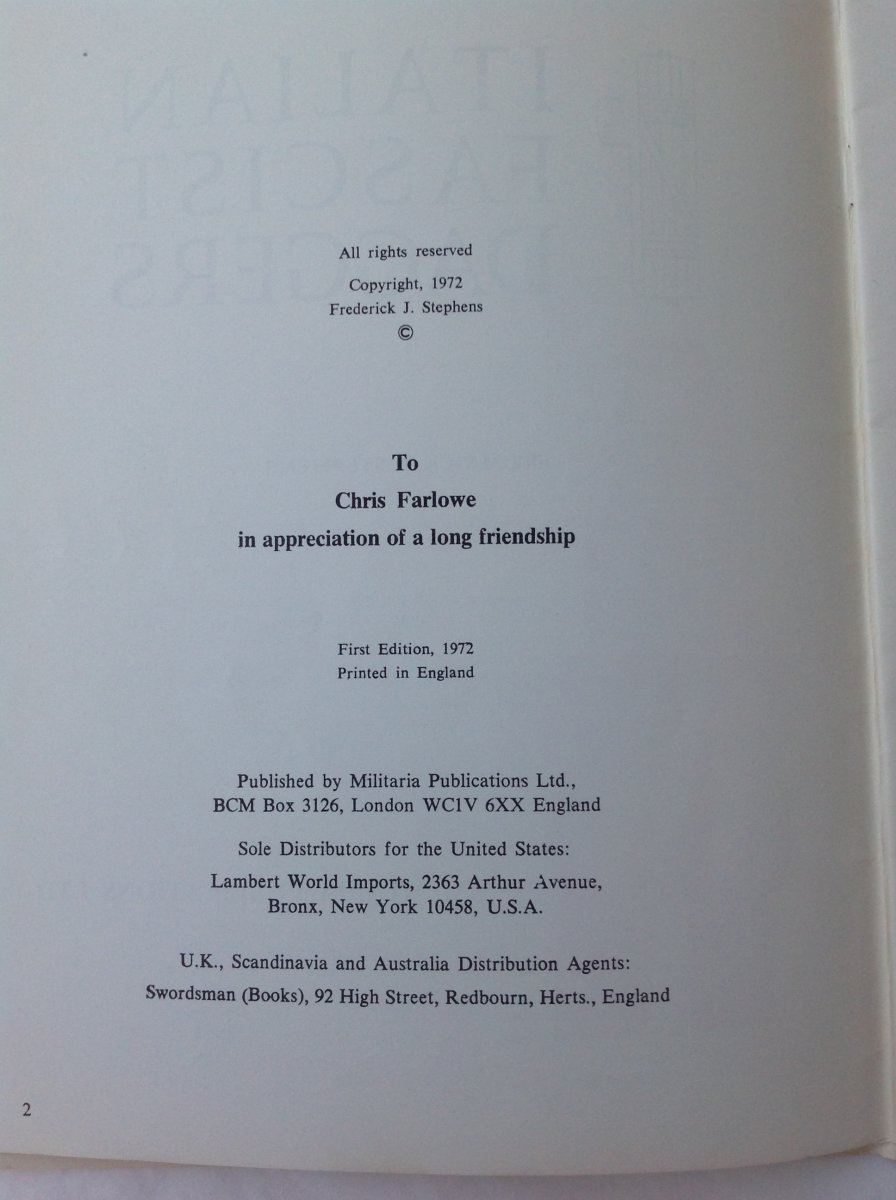 ITALIAN
FASCIST
DAGGERS
All rights reserved
Copyright, 1972
Frederick J. Stephens
©
To
Chris Farlowe
in appreciation of a long friendship
First Edition, 1972
Printed in England
Published by Militaria Publications Ltd.,
BCM Box 3126, London WC1V 6XX England
Sole Distributors for the United States:
Lambert World Imports, 2363 Arthur Avenue,
Bronx, New York 10458, U.S.A.
U.K., Scandinavia and Australia Distribution Agents:
Swordsman (Books), 92 High Street, Redbourn, Herts., England
2